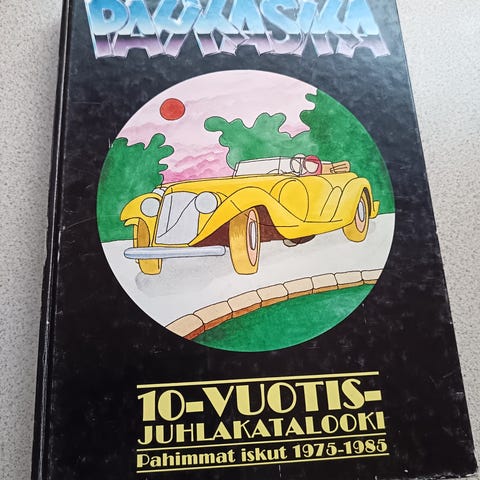 PAHKASIKA
10-VUOTIS-
JUHLAKATALOOKI
Pahimmat iskut 1975-1985